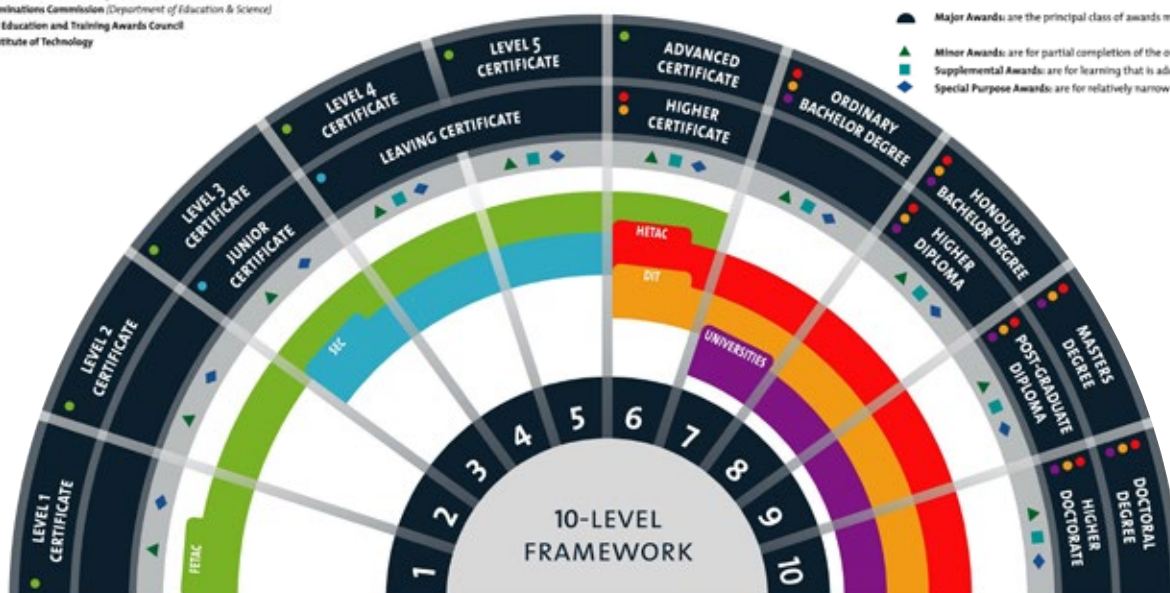 minations Commission (Department of Education & Science)
Education and Training Awards Council
titute of Technology
Major Awards: are the principal class of awards m
Minor Awards: are for partial completion of the o
Supplemental Awards: are for learning that is ad
Special Purpose Awards: are for relatively narrow
LEVEL 1
CERTIFICATE
LEVEL 2
CERTIFICATE
LEVEL 3
CERTIFICATE
JUNIOR
CERTIFICATE
LEVEL 4
CERTIFICATE
LEVEL 5
CERTIFICATE
LEAVING CERTIFICATE
ADVANCED
CERTIFICATE
HIGHER
CERTIFICATE
ORDINARY
BACHELOR DEGREE
HONOURS
BACHELOR DEGREE
HIGHER
DIPLOMA
MASTERS
DEGREE
POST-GRADUATE
DIPLOMA
DOCTORAL
DEGREE
HIGHER
DOCTORATE
FETAC
SEC
HETAC
DIT
UNIVERSITIES
1
2
3
4
5
6
7
8
9
10
10-LEVEL
FRAMEWORK